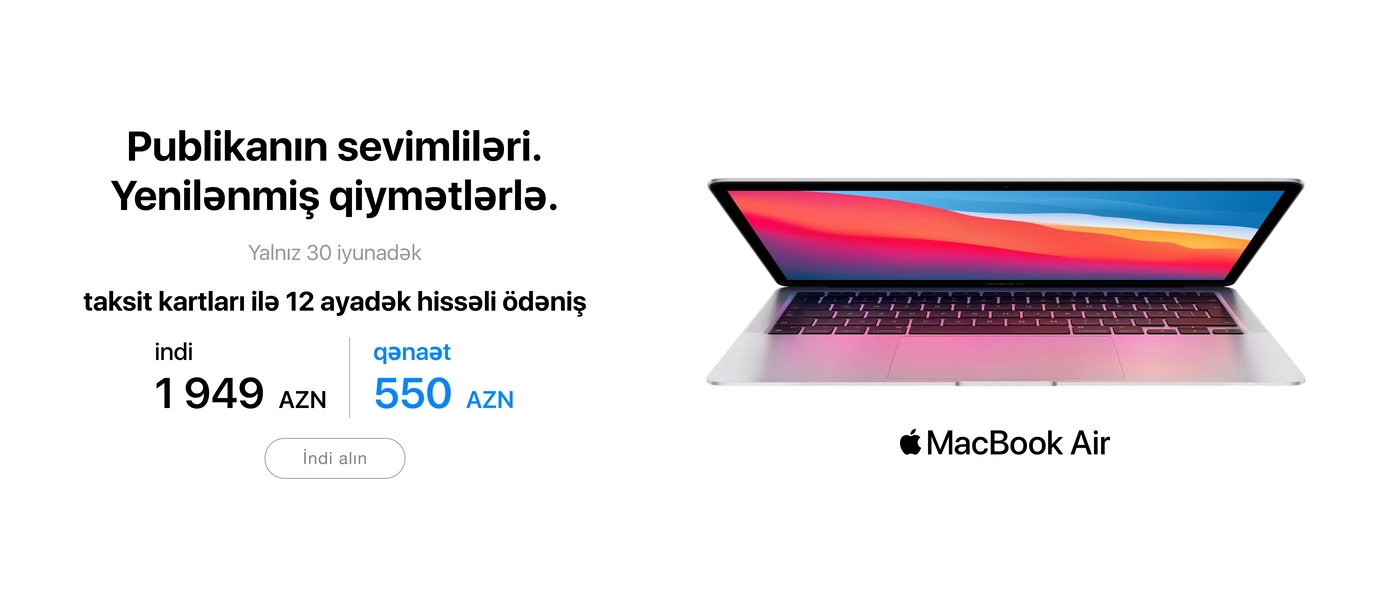 Publikanın sevimliləri.
Yenilənmiş qiymətlərlə.
Yalnız 30 iyunadək
taksit kartları ilə 12 ayadək hissəli ödəniş
indi
1 949 AZN
qənaət
550 AZN
İndi alın
MacBook Air